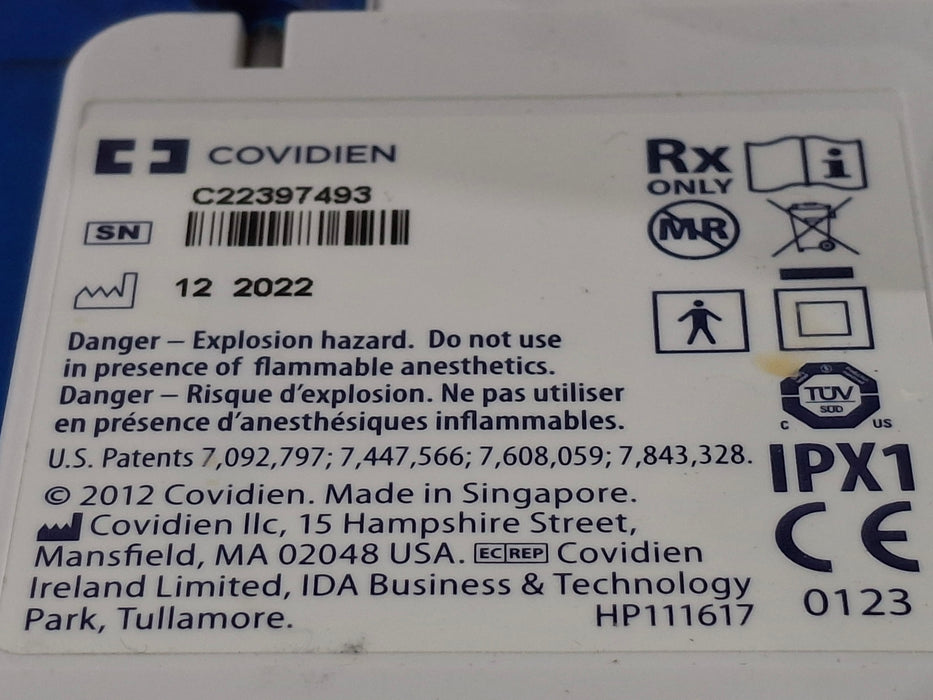 COVIDIEN
C22397493
SN
12 2022
Danger – Explosion hazard. Do not use
in presence of flammable anesthetics.
Danger – Risque d'explosion. Ne pas utiliser
en présence d'anesthésiques inflammables.
U.S. Patents 7,092,797; 7,447,566; 7,608,059; 7,843,328.
© 2012 Covidien. Made in Singapore.
Covidien llc, 15 Hampshire Street,
Mansfield, MA 02048 USA. EC REP Covidien
Ireland Limited, IDA Business & Technology
Park, Tullamore.
HP111617
Rx
ONLY
i
MR
TÜV
SÜD
C US
IPX1
CE
0123